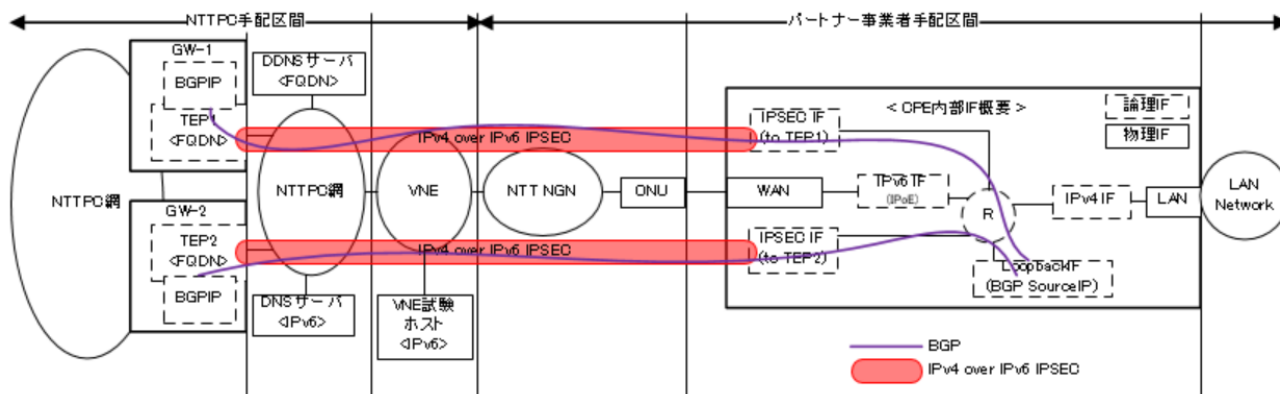 NTTPC手配区間
パートナー事業者手配区間
GW-1
BGPIP
TEP1
<FQDN>
DDNSサーバ
<FQDN>
IPv4 over IPv6 IPSEC
IPSEC IF
(to TEP1)
<CPE内部IF概要>
論理IF
物理IF
NTTPC網
NTTPC網
VNE
NTT NGN
ONU
WAN
IPv6 IF
(IPoE)
R
IPv4 IF
LAN
LAN
Network
GW-2
TEP2
<FQDN>
BGPIP
IPv4 over IPv6 IPSEC
IPSEC IF
(to TEP2)
Loopback IF
(BGP SourceIP)
DNSサーバ
<IPv6>
VNE試験
ホスト
<IPv6>
BGP
IPv4 over IPv6 IPSEC